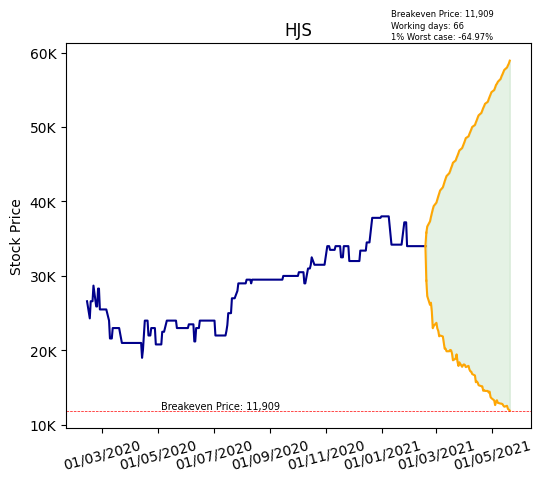 Breakeven Price: 11,909
Working days: 66
1% Worst case: -64.97%
HJS
Stock Price
60K
50K
40K
30K
20K
10K
Breakeven Price: 11,909
01/03/2020
01/05/2020
01/07/2020
01/09/2020
01/11/2020
01/01/2021
01/03/2021
01/05/2021